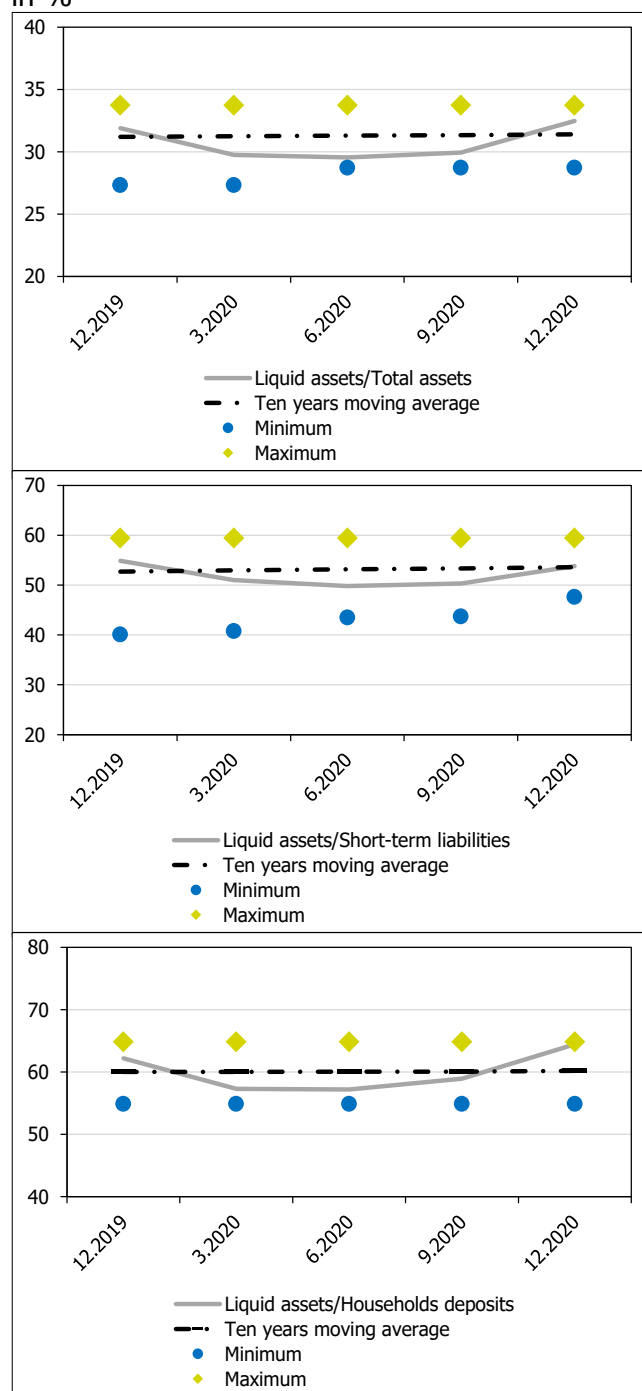 in %
40
35
30
25
20
12.2019
3.2020
6.2020
9.2020
12.2020
Liquid assets/Total assets
Ten years moving average
Minimum
Maximum
70
60
50
40
30
20
12.2019
3.2020
6.2020
9.2020
12.2020
Liquid assets/Short-term liabilities
Ten years moving average
Minimum
Maximum
80
70
60
50
40
12.2019
3.2020
6.2020
9.2020
12.2020
Liquid assets/Households deposits
Ten years moving average
Minimum
Maximum